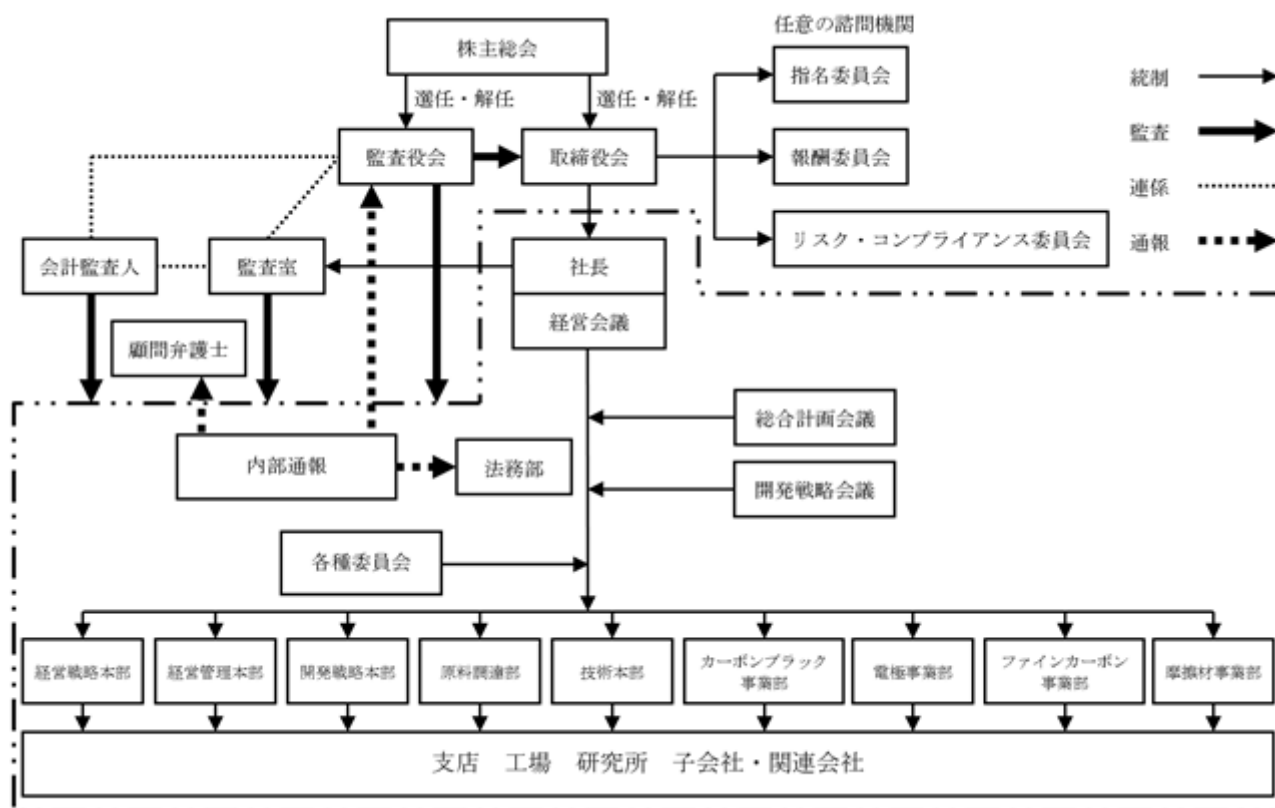 任意の諮問機関
株主総会
指名委員会
統制
選任・解任
選任・解任
監査
監査役会
取締役会
報酬委員会
連係
リスク・コンプライアンス委員会
通報
会計監査人
監査室
社長
経営会議
顧問弁護士
総合計画会議
内部通報
法務部
開発戦略会議
各種委員会
経営戦略本部
経営管理本部
開発戦略本部
原料調達部
技術本部
カーボンブラック
事業部
電極事業部
ファインカーボン
事業部
摩擦材事業部
支店 工場 研究所 子会社・関連会社